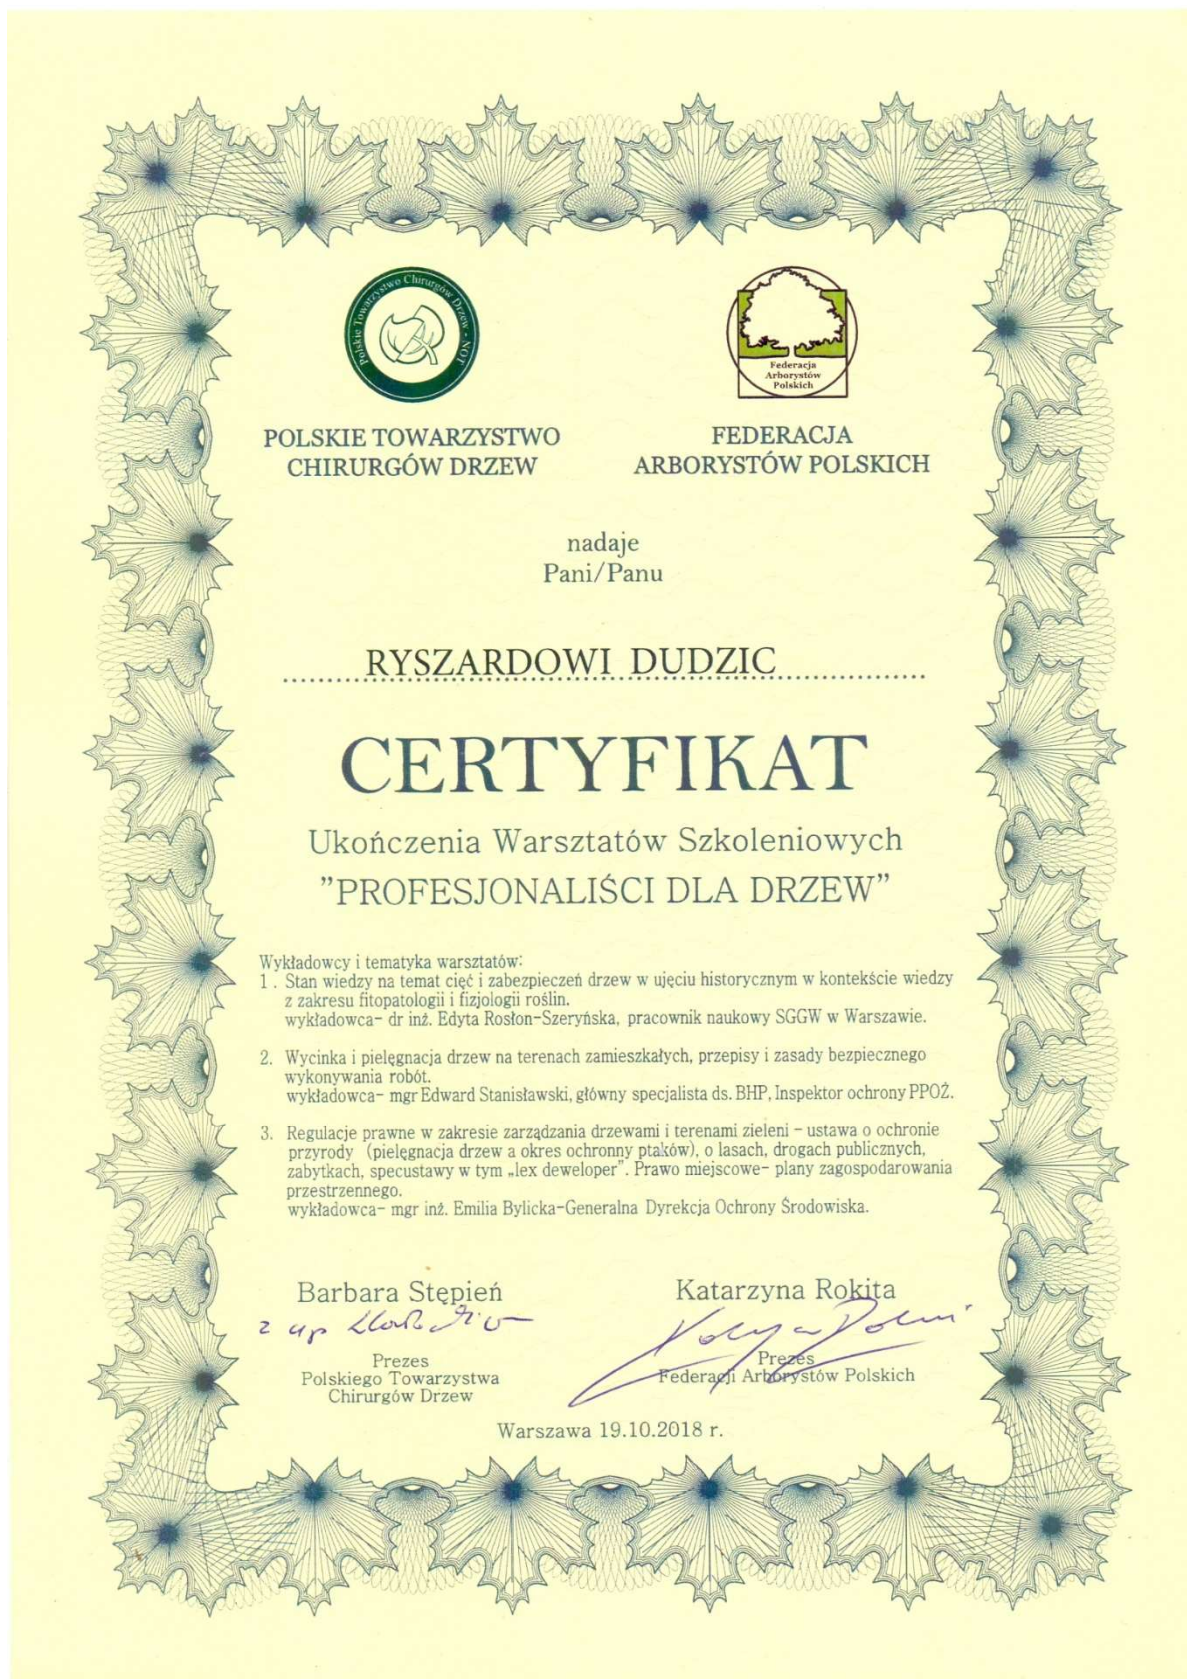 Polskie Towarzystwo Chirurgów Drzew - NOT
Federacja
Arborystów
Polskich
POLSKIE TOWARZYSTWO
CHIRURGÓW DRZEW
FEDERACJA
ARBORYSTÓW POLSKICH
nadaje
Pani/Panu
RYSZARDOWI DUDZIC
CERTYFIKAT
Ukończenia Warsztatów Szkoleniowych
”PROFESJONALIŚCI DLA DRZEW”
Wykładowcy i tematyka warsztatów:
1 . Stan wiedzy na temat cięć i zabezpieczeń drzew w ujęciu historycznym w kontekście wiedzy
z zakresu fitopatologii i fizjologii roślin.
wykładowca- dr inż. Edyta Rosłon-Szeryńska, pracownik naukowy SGGW w Warszawie.
2. Wycinka i pielęgnacja drzew na terenach zamieszkałych, przepisy i zasady bezpiecznego
wykonywania robót.
wykładowca- mgr Edward Stanisławski, główny specjalista ds. BHP, Inspektor ochrony PPOŻ.
3. Regulacje prawne w zakresie zarządzania drzewami i terenami zieleni - ustawa o ochronie
przyrody (pielęgnacja drzew a okres ochronny ptaków), o lasach, drogach publicznych,
zabytkach, specustawy w tym „lex deweloper”. Prawo miejscowe- plany zagospodarowania
przestrzennego.
wykładowca- mgr inż. Emilia Bylicka-Generalna Dyrekcja Ochrony Środowiska.
Barbara Stępień
z up
Prezes
Polskiego Towarzystwa
Chirurgów Drzew
Katarzyna Rokita
Prezes
Federacji Arborystów Polskich
Warszawa 19.10.2018 r.